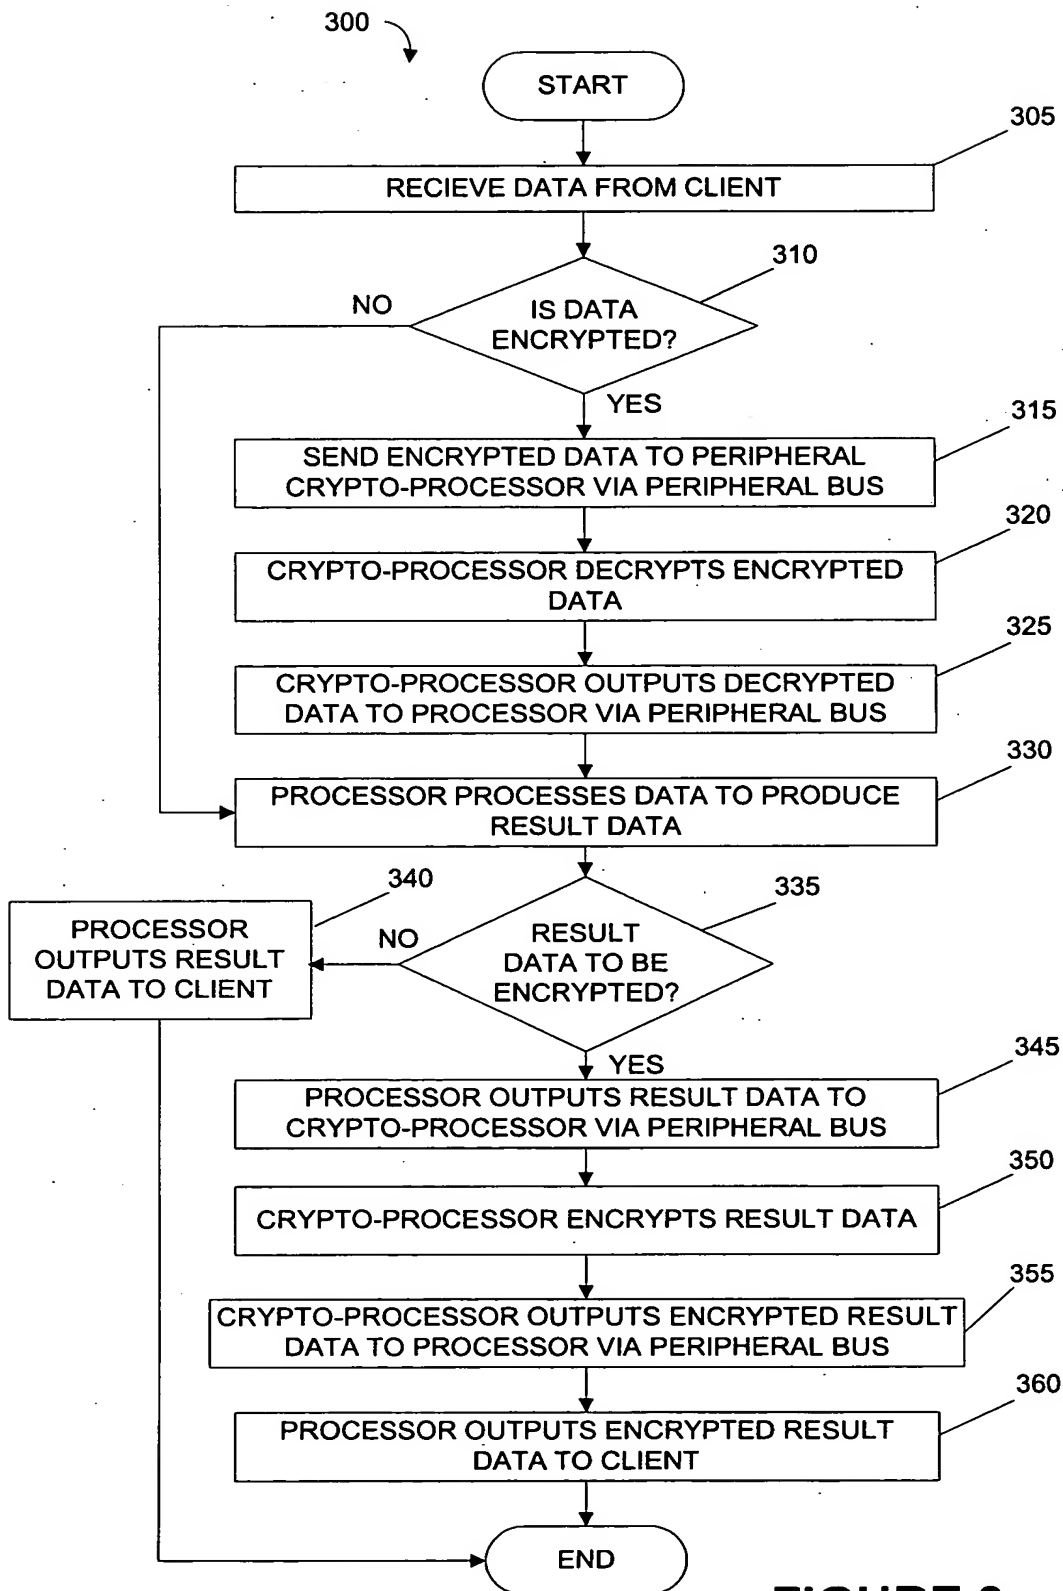 300
START
305
RECIEVE DATA FROM CLIENT
310
NO
IS DATA
ENCRYPTED?
YES
315
SEND ENCRYPTED DATA TO PERIPHERAL
CRYPTO-PROCESSOR VIA PERIPHERAL BUS
320
CRYPTO-PROCESSOR DECRYPTS ENCRYPTED
DATA
325
CRYPTO-PROCESSOR OUTPUTS DECRYPTED
DATA TO PROCESSOR VIA PERIPHERAL BUS
330
PROCESSOR PROCESSES DATA TO PRODUCE
RESULT DATA
335
RESULT
DATA TO BE
ENCRYPTED?
NO
340
PROCESSOR
OUTPUTS RESULT
DATA TO CLIENT
YES
345
PROCESSOR OUTPUTS RESULT DATA TO
CRYPTO-PROCESSOR VIA PERIPHERAL BUS
350
CRYPTO-PROCESSOR ENCRYPTS RESULT DATA
355
CRYPTO-PROCESSOR OUTPUTS ENCRYPTED RESULT
DATA TO PROCESSOR VIA PERIPHERAL BUS
360
PROCESSOR OUTPUTS ENCRYPTED RESULT
DATA TO CLIENT
END
FIGURE